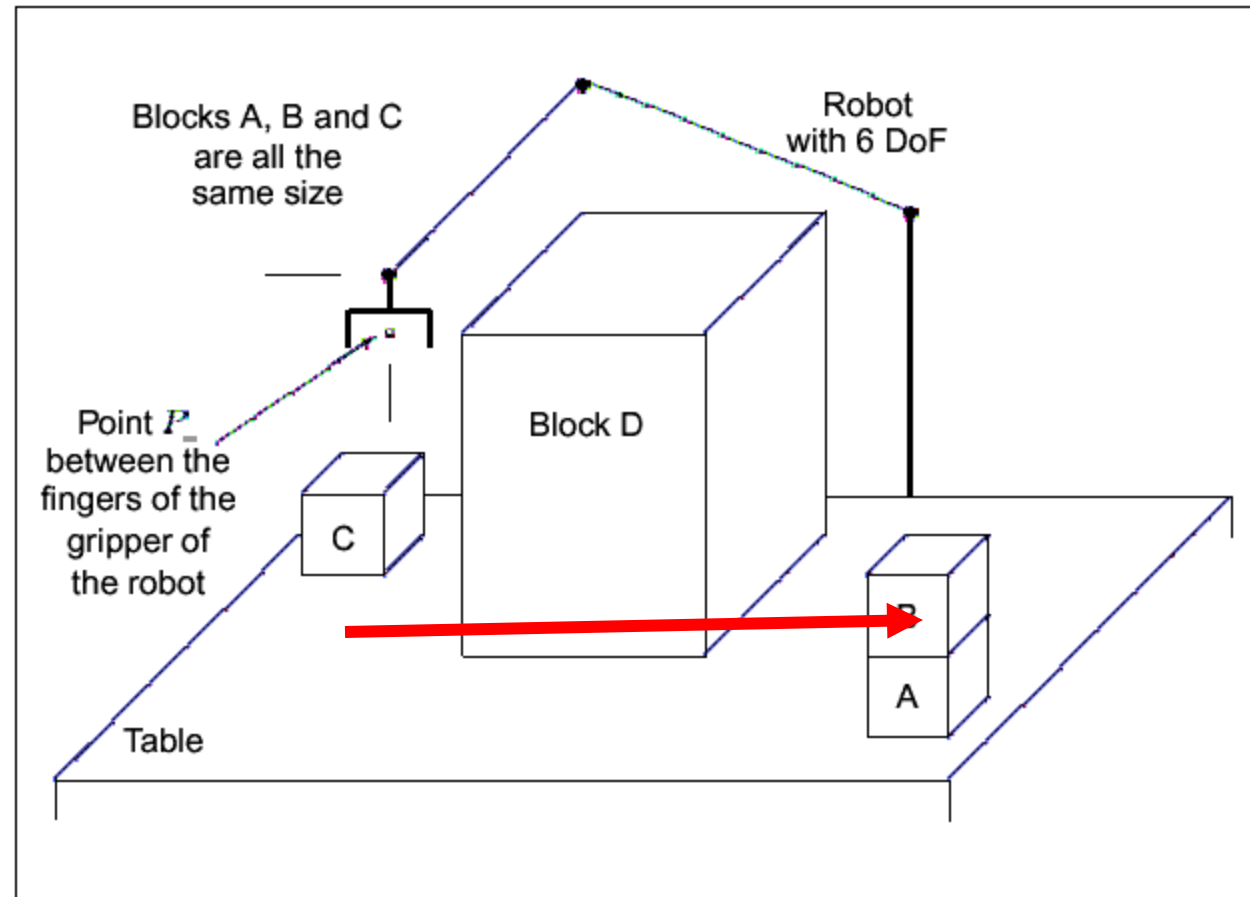 Blocks A, B and C
are all the
same size
Robot
with 6 DoF
Point P
between the
fingers of the
gripper of
the robot
Block D
C
B
A
Table